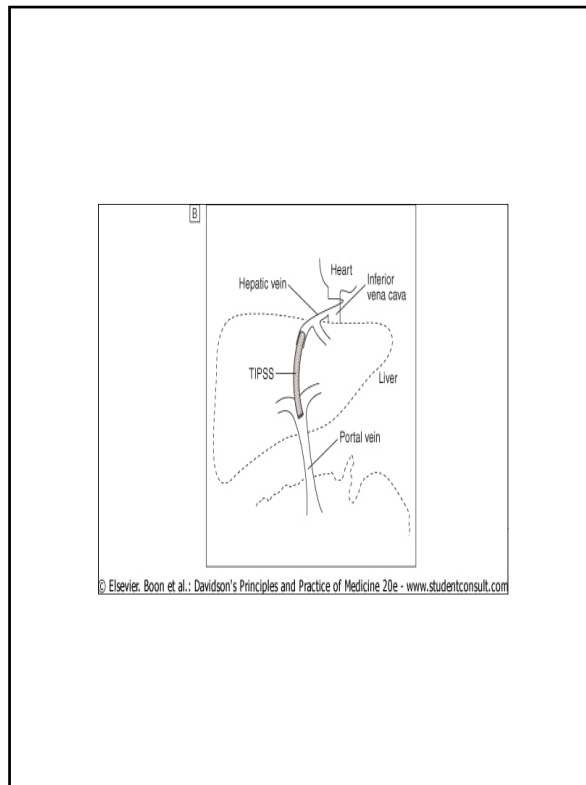 B
Heart
Hepatic vein
Inferior
vena cava
TIPSS
Liver
Portal vein
© Elsevier. Boon et al.: Davidson's Principles and Practice of Medicine 20e - www.studentconsult.com